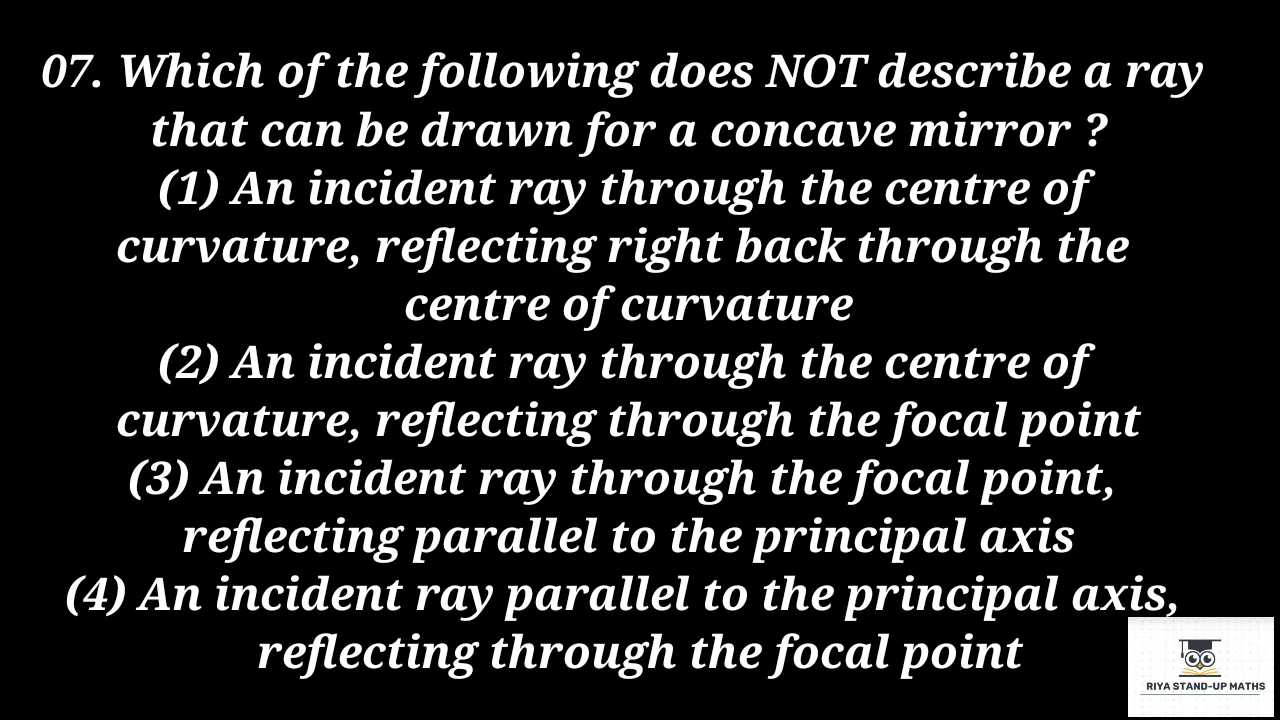 07. Which of the following does NOT describe a ray
that can be drawn for a concave mirror ?
(1) An incident ray through the centre of
curvature, reflecting right back through the
centre of curvature
(2) An incident ray through the centre of
curvature, reflecting through the focal point
(3) An incident ray through the focal point,
reflecting parallel to the principal axis
(4) An incident ray parallel to the principal axis,
reflecting through the focal point
RIYA STAND-UP MATHS